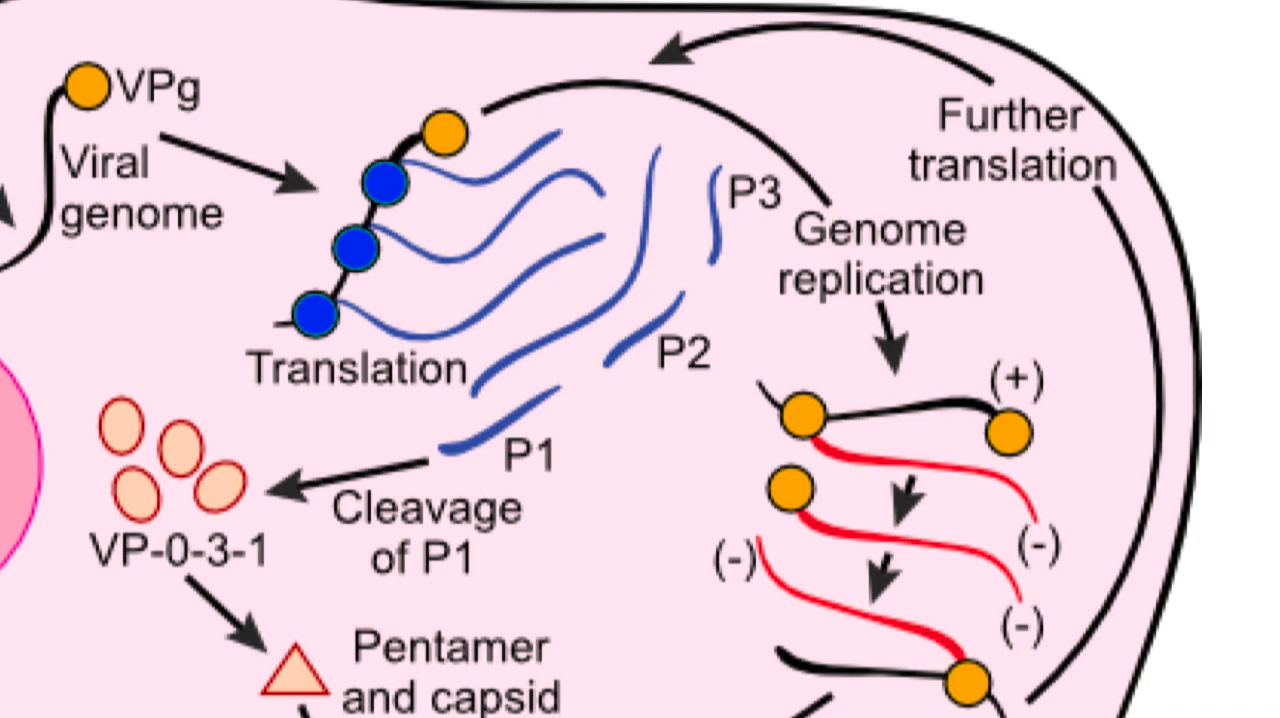 VPg
Viral
genome
Further
translation
P3
Genome
replication
Translation
P2
(+)
P1
Cleavage
of P1
VP-0-3-1
(-)
(-)
(-)
Pentamer
and capsid